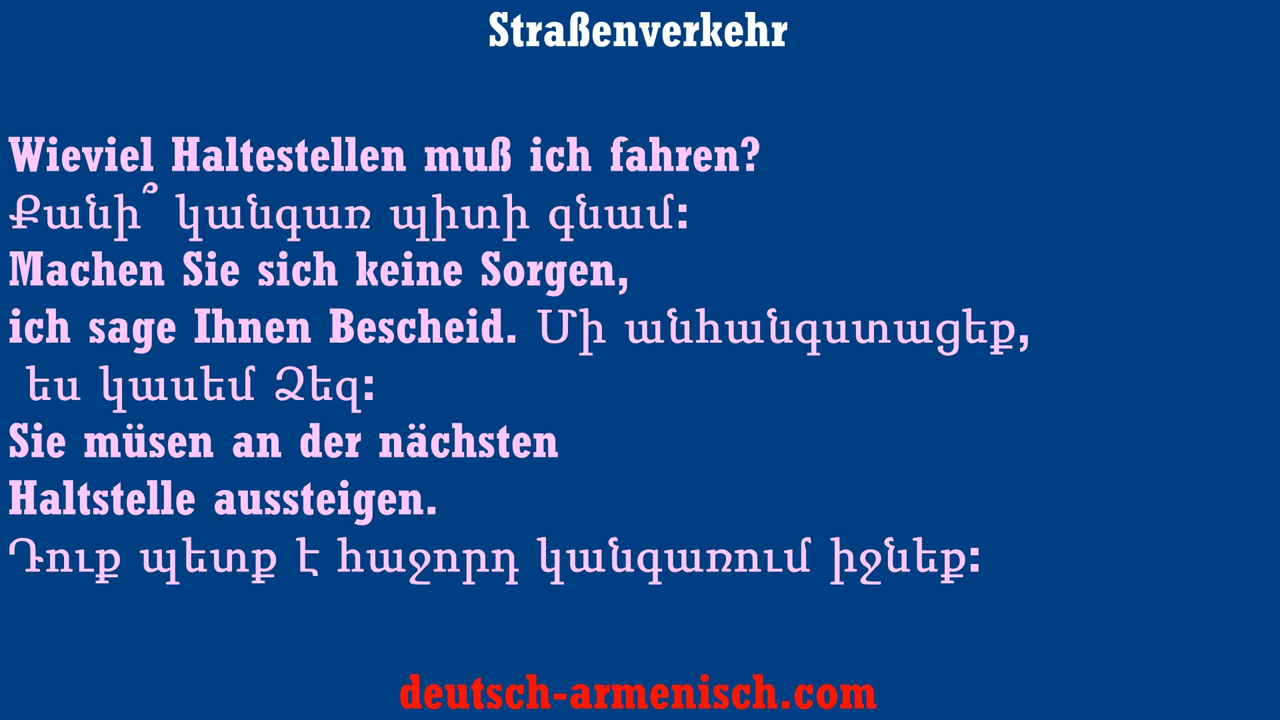 Straßenverkehr
Wieviel Haltestellen muß ich fahren?
Քանի՞ կանգառ պիտի գնամ:
Machen Sie sich keine Sorgen,
ich sage Ihnen Bescheid. Մի անհանգստացեք,
ես կասեմ Ձեզ:
Sie müsen an der nächsten
Haltstelle aussteigen.
Դուք պետք է հաջորդ կանգառում իջնեք:
deutsch-armenisch.com